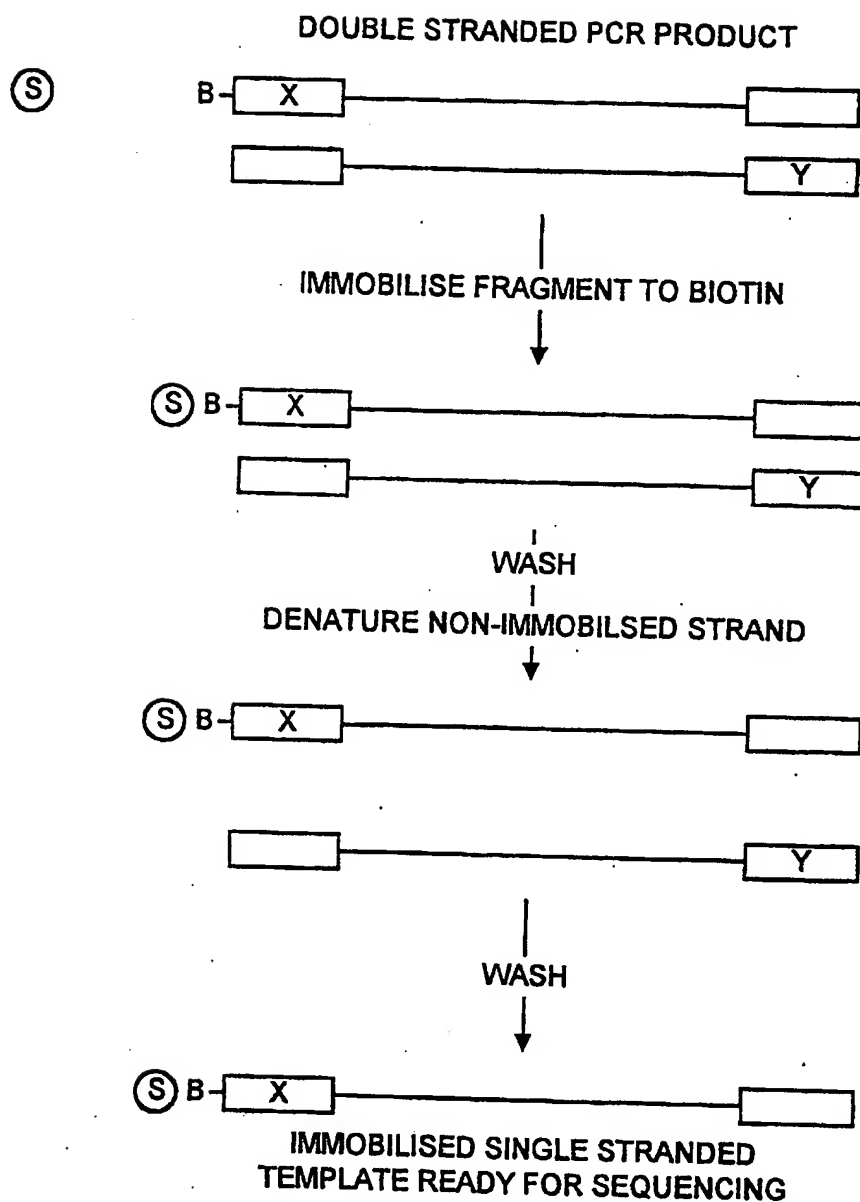 DOUBLE STRANDED PCR PRODUCT
S B X
Y
IMMOBILISE FRAGMENT TO BIOTIN
S B X
Y
WASH
DENATURE NON-IMMOBILSED STRAND
S B X
Y
WASH
S B X
IMMOBILISED SINGLE STRANDED
TEMPLATE READY FOR SEQUENCING